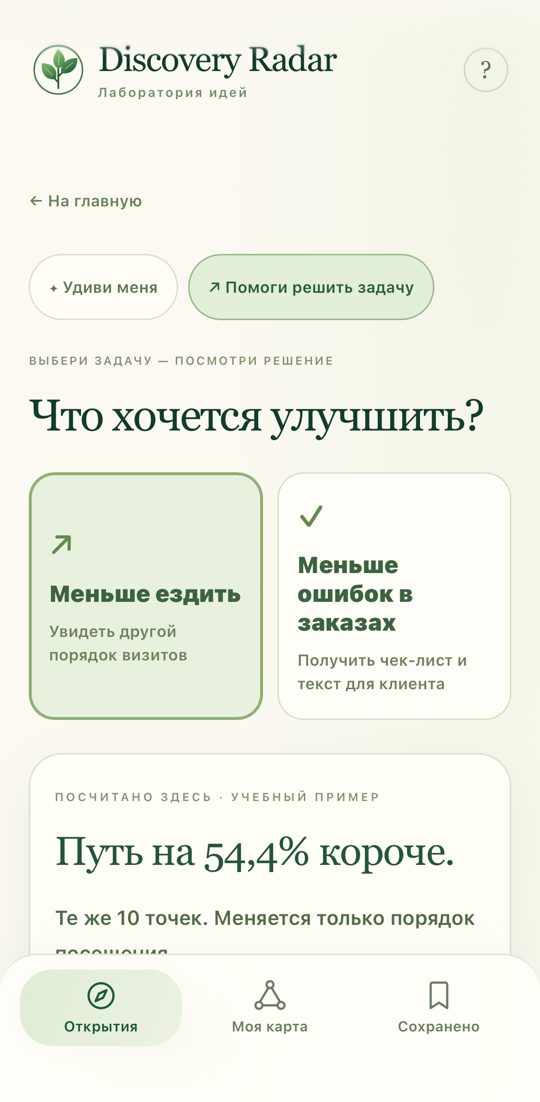 Discovery Radar
Лаборатория идей
?
← На главную
✦ Удиви меня
↗ Помоги решить задачу
ВЫБЕРИ ЗАДАЧУ — ПОСМОТРИ РЕШЕНИЕ
Что хочется улучшить?
Меньше ездить
Увидеть другой
порядок визитов
Меньше
ошибок в
заказах
Получить чек-лист и
текст для клиента
ПОСЧИТАНО ЗДЕСЬ · УЧЕБНЫЙ ПРИМЕР
Путь на 54,4% короче.
Те же 10 точек. Меняется только порядок
посещения
Открытия
Моя карта
Сохранено